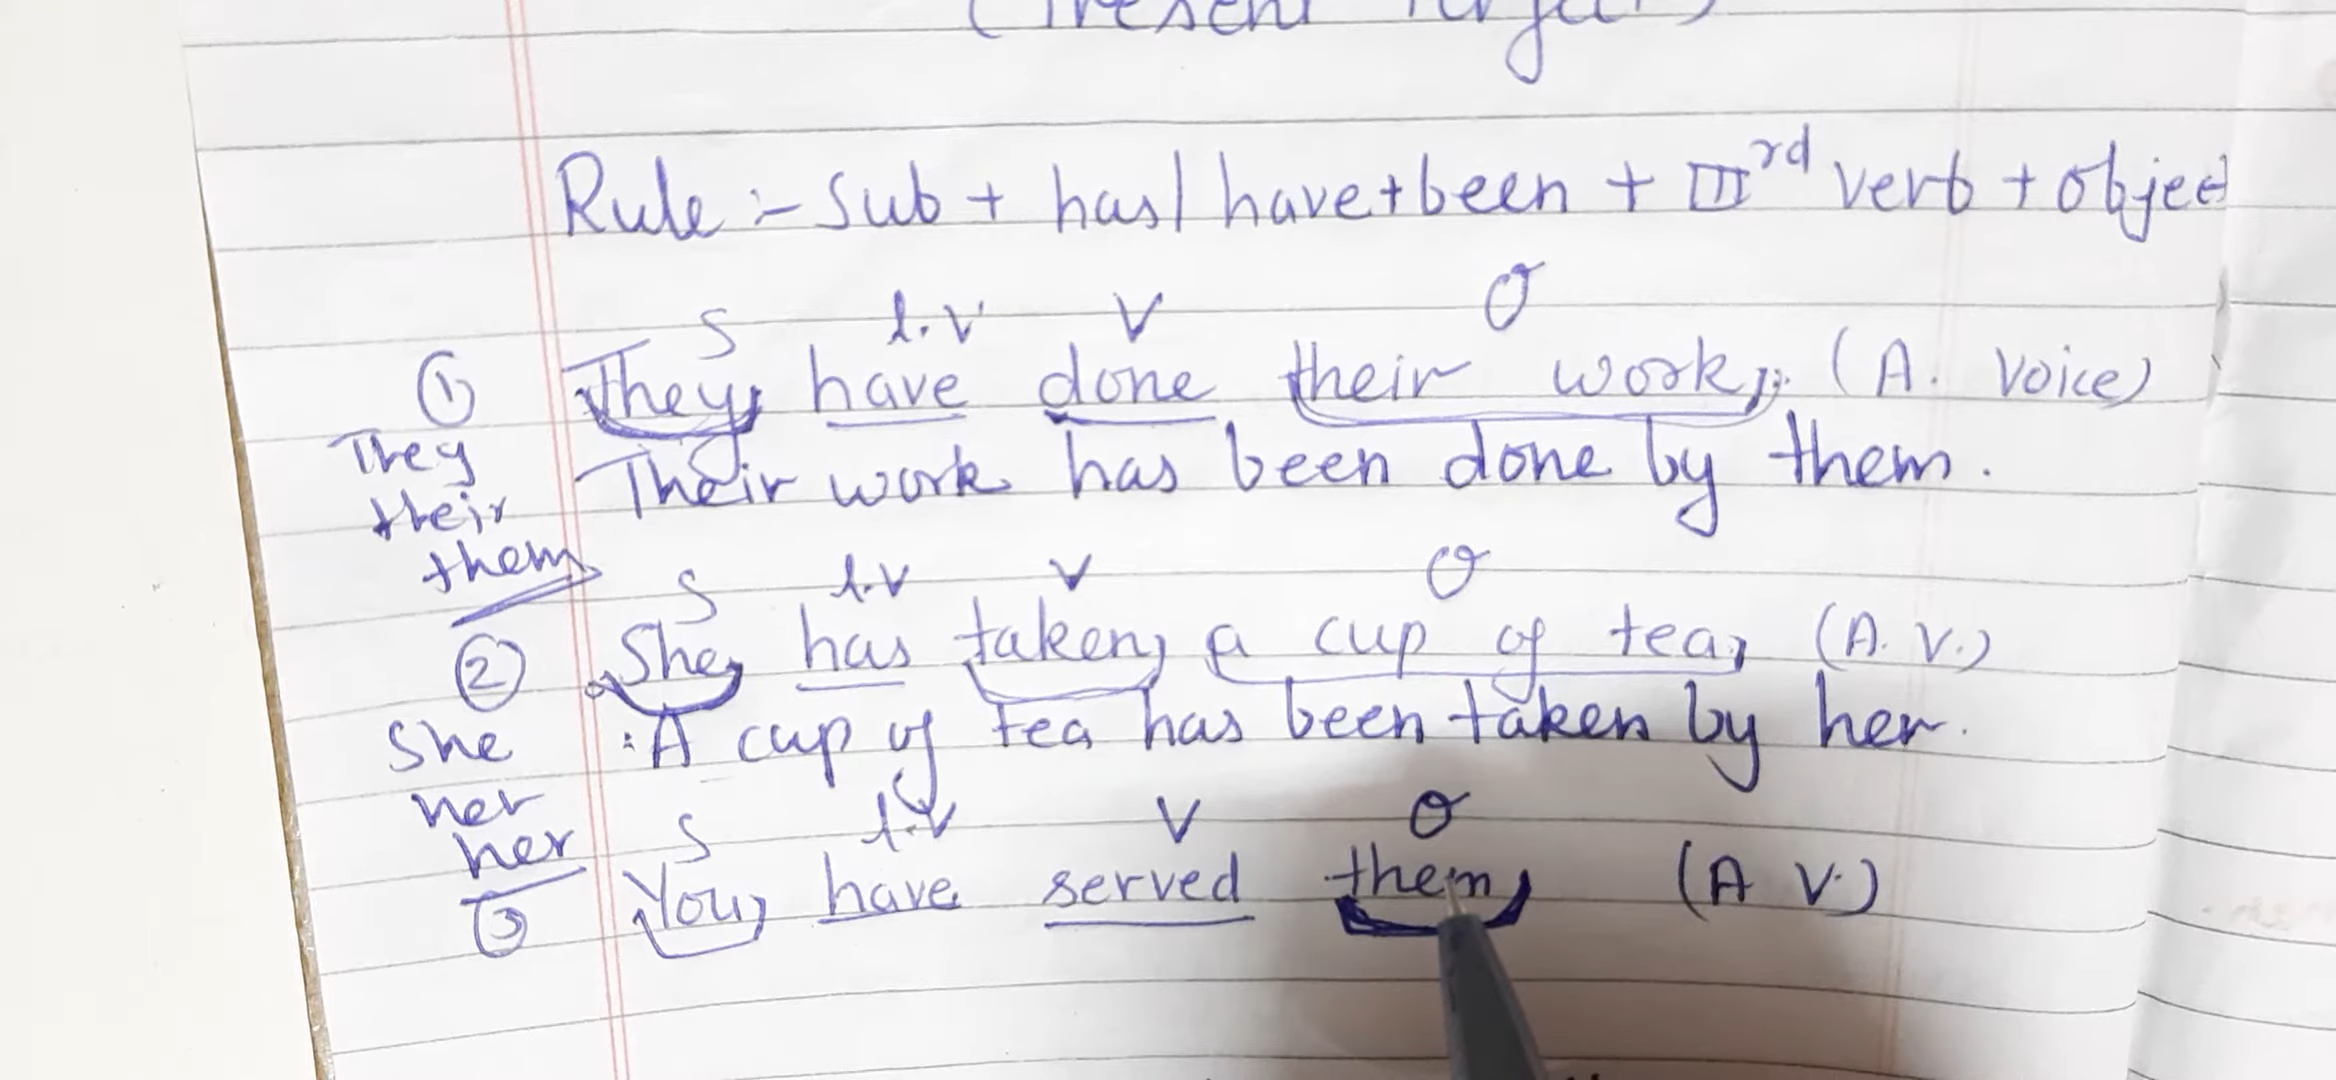 (Present Perfect)
Rule :- Sub + has/ have + been + IIIrd verb + object
S h.v V O
① They have done their work. (A. Voice)
They Their work has been done by them.
their
them
S h.v V O
② She has taken a cup of tea, (A. V.)
She : A cup of tea has been taken by her.
her
her
S h.v V O
③ You have served them (A V.)